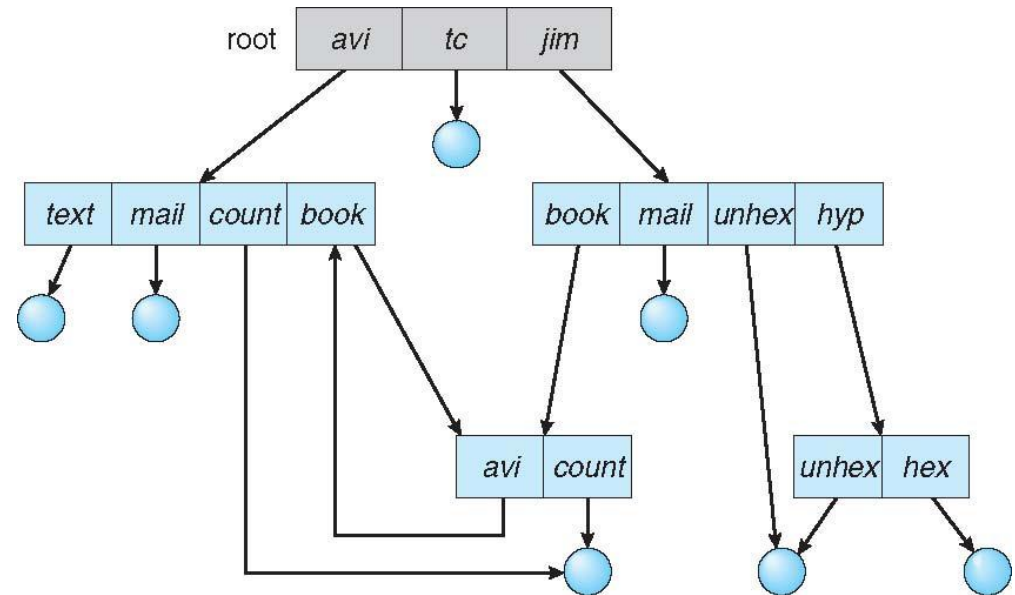 root avi tc jim
text mail count book
book mail unhex hyp
avi count
unhex hex